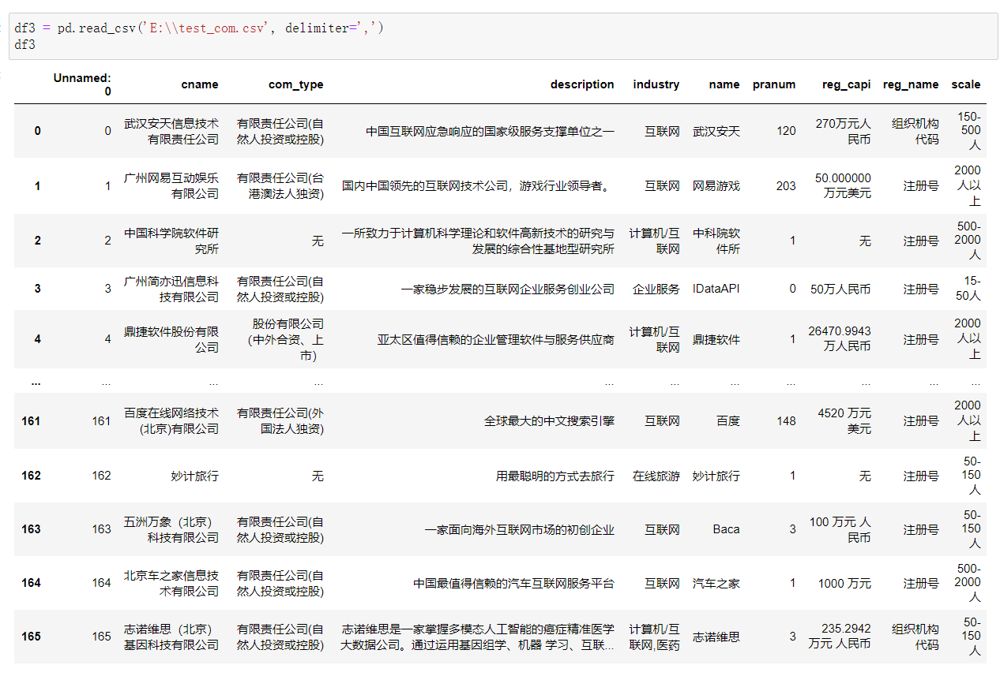 df3 = pd.read_csv('E:\\test_com.csv', delimiter=',')
df3
Unnamed: 0 cname com_type description industry name pranum reg_capi reg_name scale
0 0 武汉安天信息技术有限责任公司 有限责任公司(自然人投资或控股) 中国互联网应急响应的国家级服务支撑单位之一 互联网 武汉安天 120 270万元人民币 组织机构代码 150-500人
1 1 广州网易互动娱乐有限公司 有限责任公司(台港澳法人独资) 国内中国领先的互联网技术公司，游戏行业领导者。 互联网 网易游戏 203 50.000000万元美元 注册号 2000人以上
2 2 中国科学院软件研究所 无 一所致力于计算机科学理论和软件高新技术的研究与发展的综合性基地型研究所 计算机/互联网 中科院软件所 1 无 注册号 500-2000人
3 3 广州简亦迅信息科技有限公司 有限责任公司(自然人投资或控股) 一家稳步发展的互联网企业服务创业公司 企业服务 IDataAPI 0 50万人民币 注册号 15-50人
4 4 鼎捷软件股份有限公司 股份有限公司(中外合资、上市） 亚太区值得信赖的企业管理软件与服务供应商 计算机/互联网 鼎捷软件 1 26470.9943万人民币 注册号 2000人以上
... ... ... ... ... ... ... ... ... ... ...
161 161 百度在线网络技术(北京)有限公司 有限责任公司(外国法人独资) 全球最大的中文搜索引擎 互联网 百度 148 4520 万元美元 注册号 2000人以上
162 162 妙计旅行 无 用最聪明的方式去旅行 在线旅游 妙计旅行 1 无 注册号 50-150人
163 163 五洲万象（北京）科技有限公司 有限责任公司(自然人投资或控股) 一家面向海外互联网市场的初创企业 互联网 Baca 3 100 万元 人民币 注册号 50-150人
164 164 北京车之家信息技术有限公司 有限责任公司(自然人投资或控股) 中国最值得信赖的汽车互联网服务平台 互联网 汽车之家 1 1000 万元 注册号 500-2000人
165 165 志诺维思（北京）基因科技有限公司 有限责任公司(自然人投资或控股) 志诺维思是一家掌握多模态人工智能的癌症精准医学大数据公司。通过运用基因组学、机器 学习、互联... 计算机/互联网,医药 志诺维思 3 235.2942万元 人民币 组织机构代码 50-150人